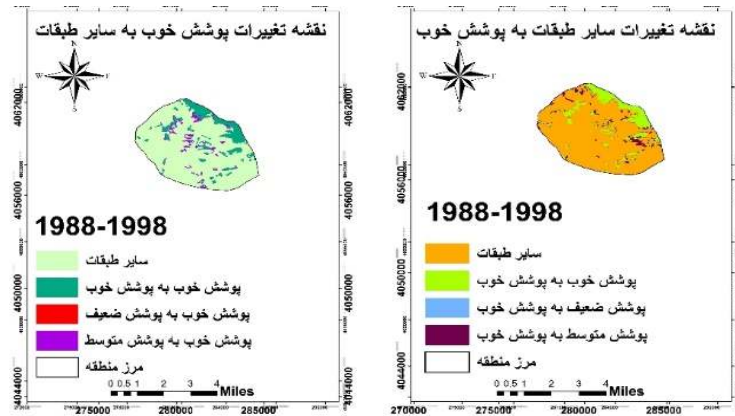 نقشه تغییرات پوشش خوب به سایر طبقات
W
S
4062000
4062000
4056000
4056000
1988-1998
سایر طبقات
پوشش خوب به پوشش خوب
پوشش خوب به پوشش ضعیف
پوشش خوب به پوشش متوسط
مرز منطقه
4050000
4050000
4044000
4044000
0 0.5 1 2 3 4 Miles
275000 280000 285000
نقشه تغییرات سایر طبقات به پوشش خوب
W
S
4062000
4056000
1988-1998
سایر طبقات
پوشش خوب به پوشش خوب
پوشش ضعیف به پوشش خوب
پوشش متوسط به پوشش خوب
مرز منطقه
4050000
4044000
0 0.5 1 2 3 4 Miles
270000 275000 280000 285000